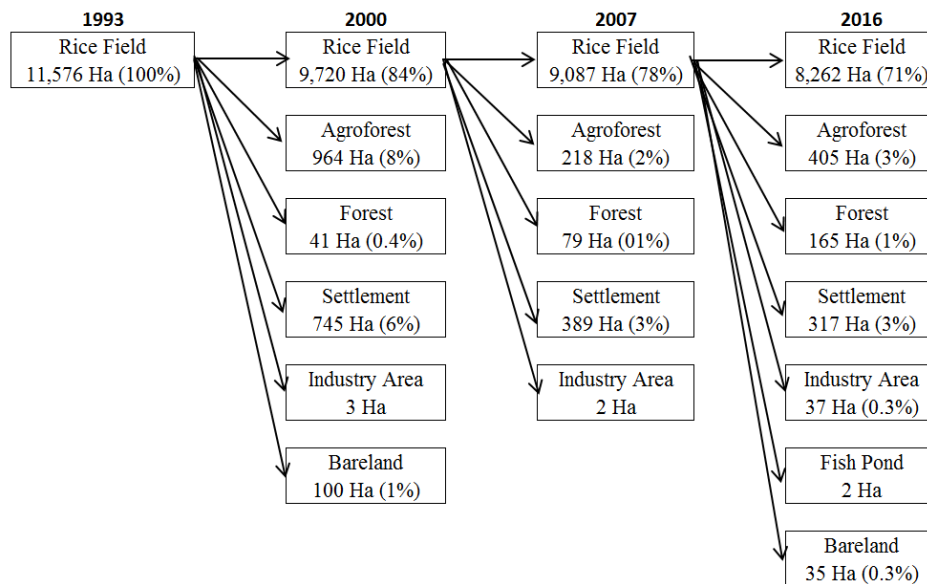 1993
Rice Field
11,576 Ha (100%)
2000
Rice Field
9,720 Ha (84%)
Agroforest
964 Ha (8%)
Forest
41 Ha (0.4%)
Settlement
745 Ha (6%)
Industry Area
3 Ha
Bareland
100 Ha (1%)
2007
Rice Field
9,087 Ha (78%)
Agroforest
218 Ha (2%)
Forest
79 Ha (01%)
Settlement
389 Ha (3%)
Industry Area
2 Ha
2016
Rice Field
8,262 Ha (71%)
Agroforest
405 Ha (3%)
Forest
165 Ha (1%)
Settlement
317 Ha (3%)
Industry Area
37 Ha (0.3%)
Fish Pond
2 Ha
Bareland
35 Ha (0.3%)